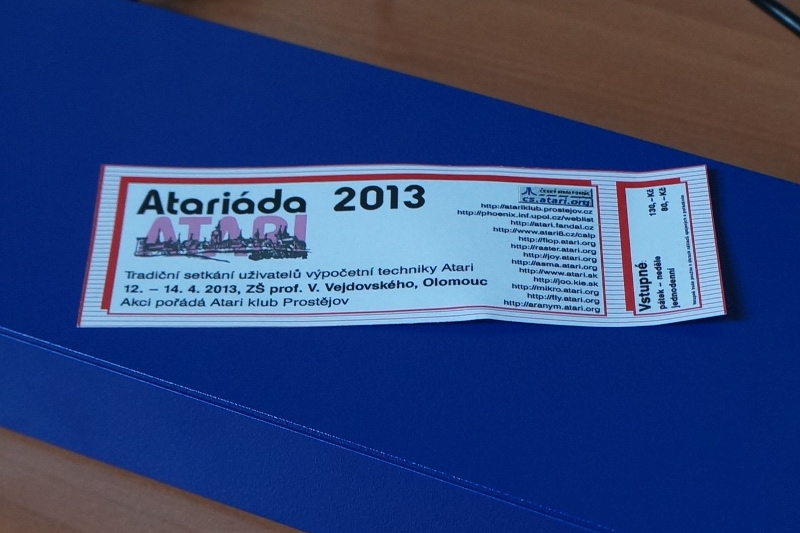 Atariáda 2013
ATARI
Tradiční setkání uživatelů výpočetní techniky Atari
12. – 14. 4. 2013, ZŠ prof. V. Vejdovského, Olomouc
Akci pořádá Atari klub Prostějov
cs.atari.org
http://atariklub.prostejov.cz
http://phoenix.inf.upol.cz/weblist
http://atari.fandal.cz
http://www.atari8.cz/calp
http://flop.atari.org
http://raster.atari.org
http://joy.atari.org
http://asma.atari.org
http://www.atari.sk
http://joo.kie.sk
http://mikro.atari.org
http://lly.atari.org
http://aranym.atari.org
Vstupné
pátek – neděle 130,– Kč
jednodenní 80,– Kč